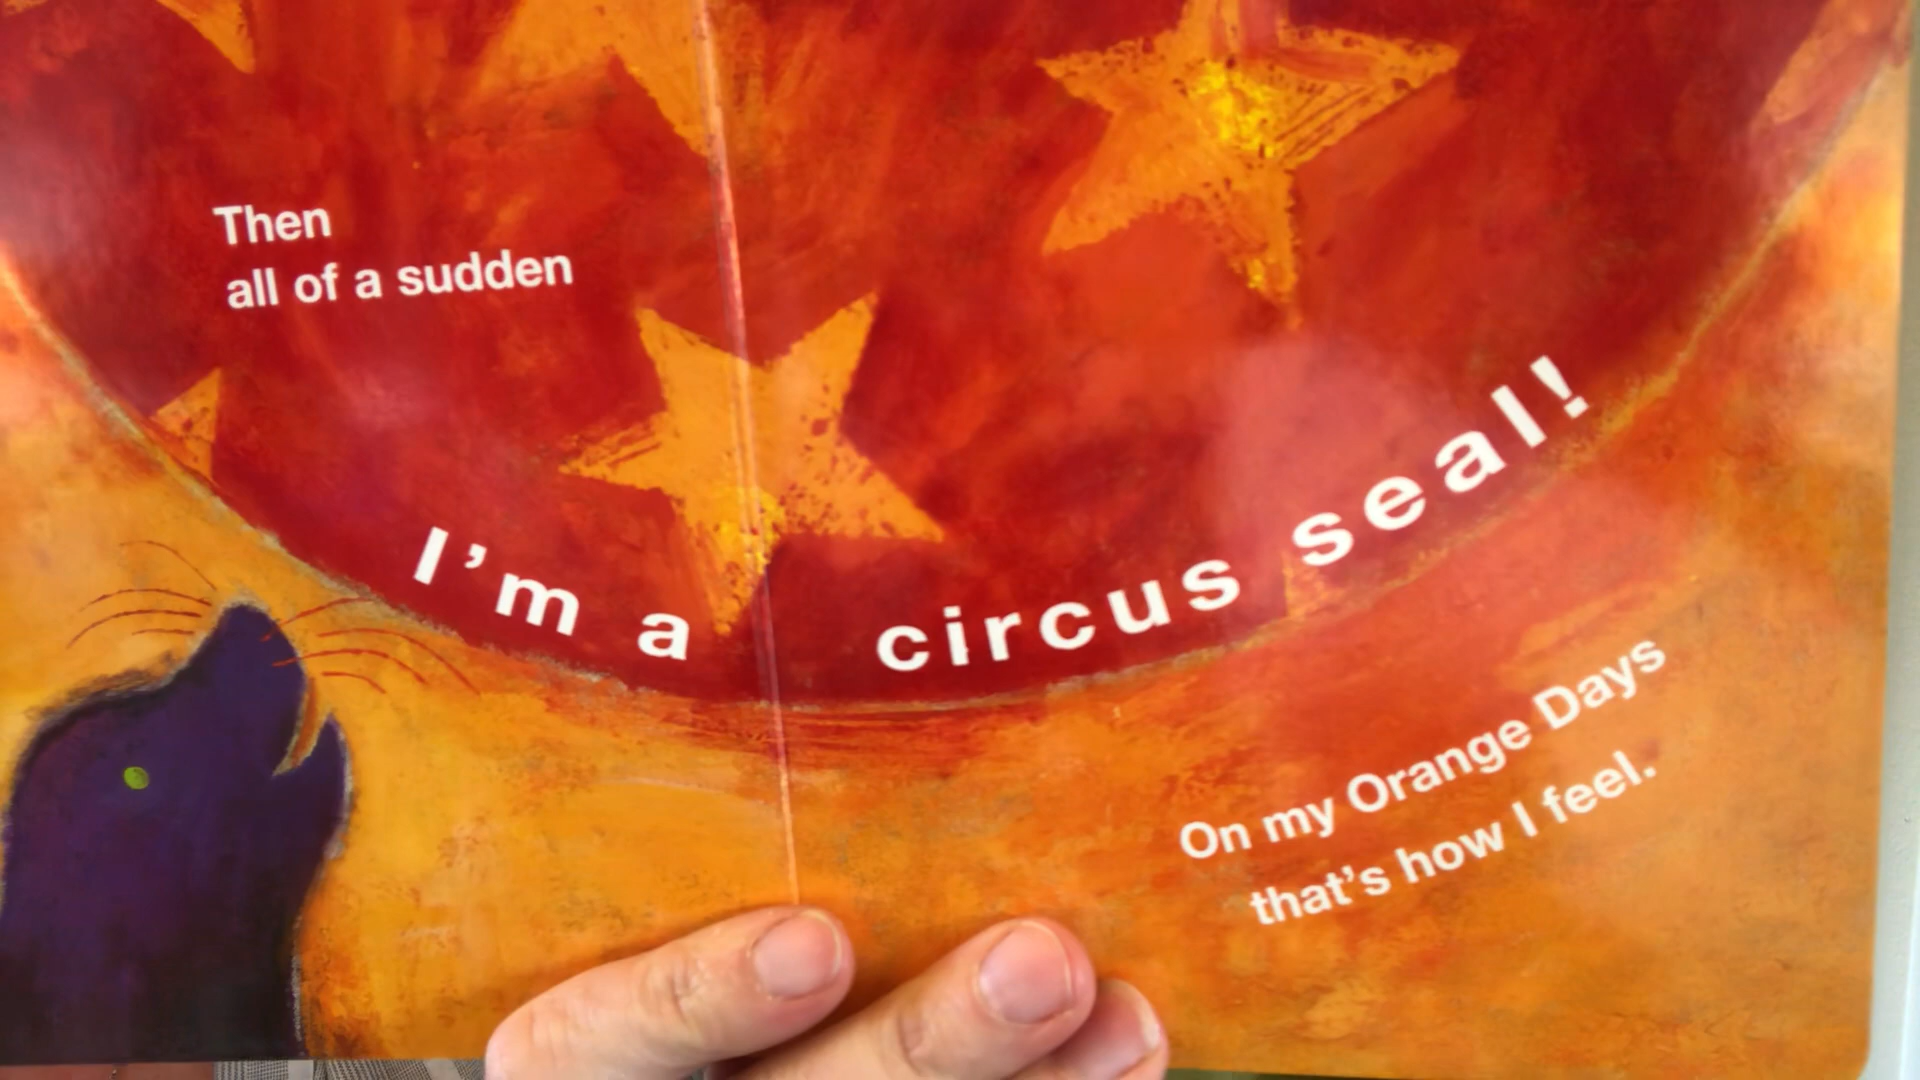 Then
all of a sudden
I'm a circus seal!
On my Orange Days
that's how I feel.